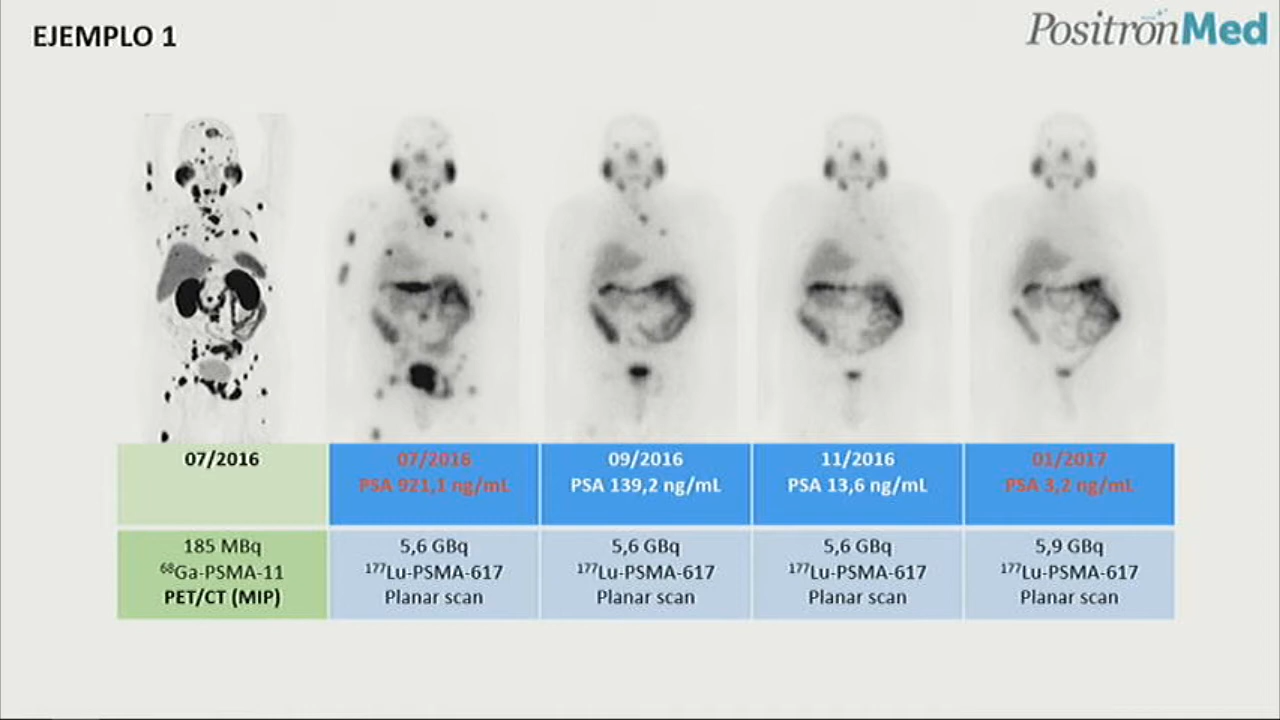 EJEMPLO 1
PositronMed
07/2016
07/2016
PSA 921,1 ng/mL
09/2016
PSA 139,2 ng/mL
11/2016
PSA 13,6 ng/mL
01/2017
PSA 3,2 ng/mL
185 MBq
⁶⁸Ga-PSMA-11
PET/CT (MIP)
5,6 GBq
¹⁷⁷Lu-PSMA-617
Planar scan
5,6 GBq
¹⁷⁷Lu-PSMA-617
Planar scan
5,6 GBq
¹⁷⁷Lu-PSMA-617
Planar scan
5,9 GBq
¹⁷⁷Lu-PSMA-617
Planar scan